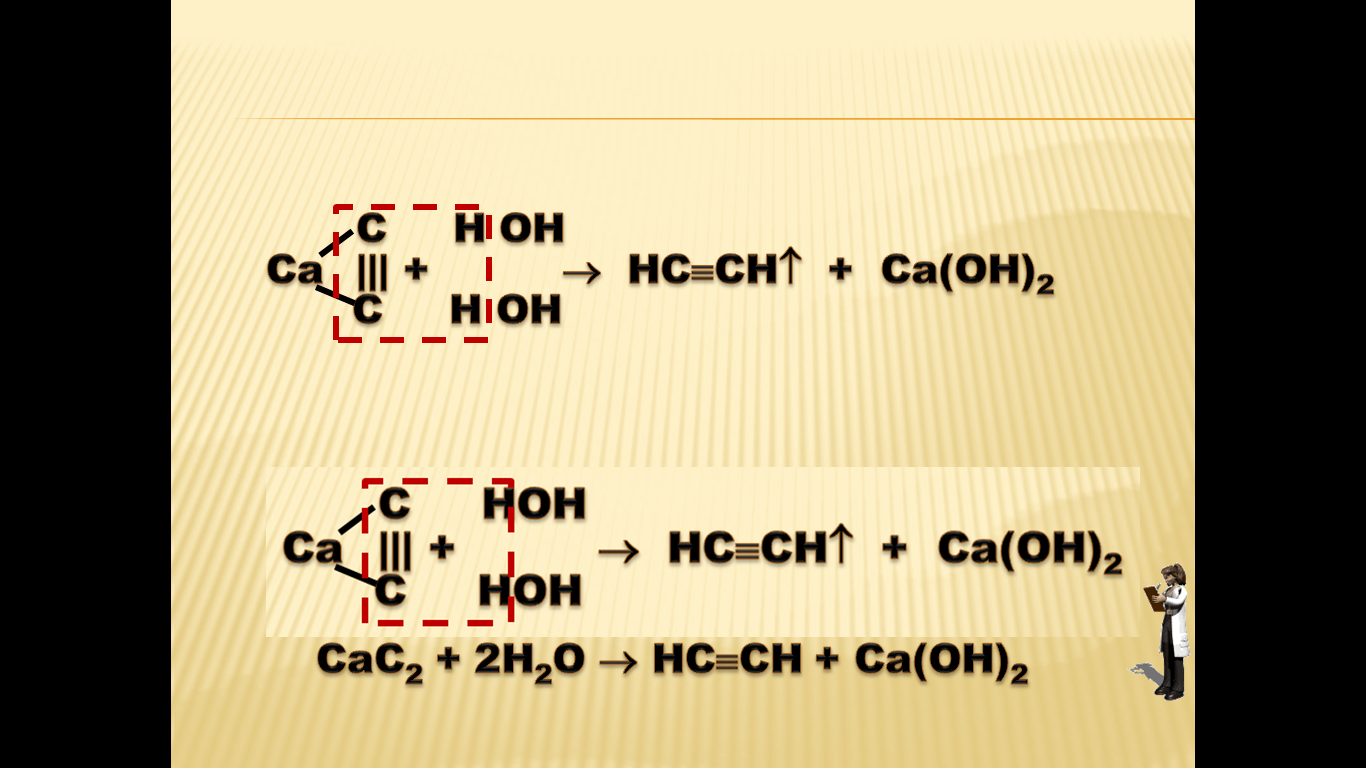 C H OH
Ca ||| + → HC≡CH↑ + Ca(OH)₂
C H OH
C HOH
Ca ||| + → HC≡CH↑ + Ca(OH)₂
C HOH
CaC₂ + 2H₂O → HC≡CH + Ca(OH)₂